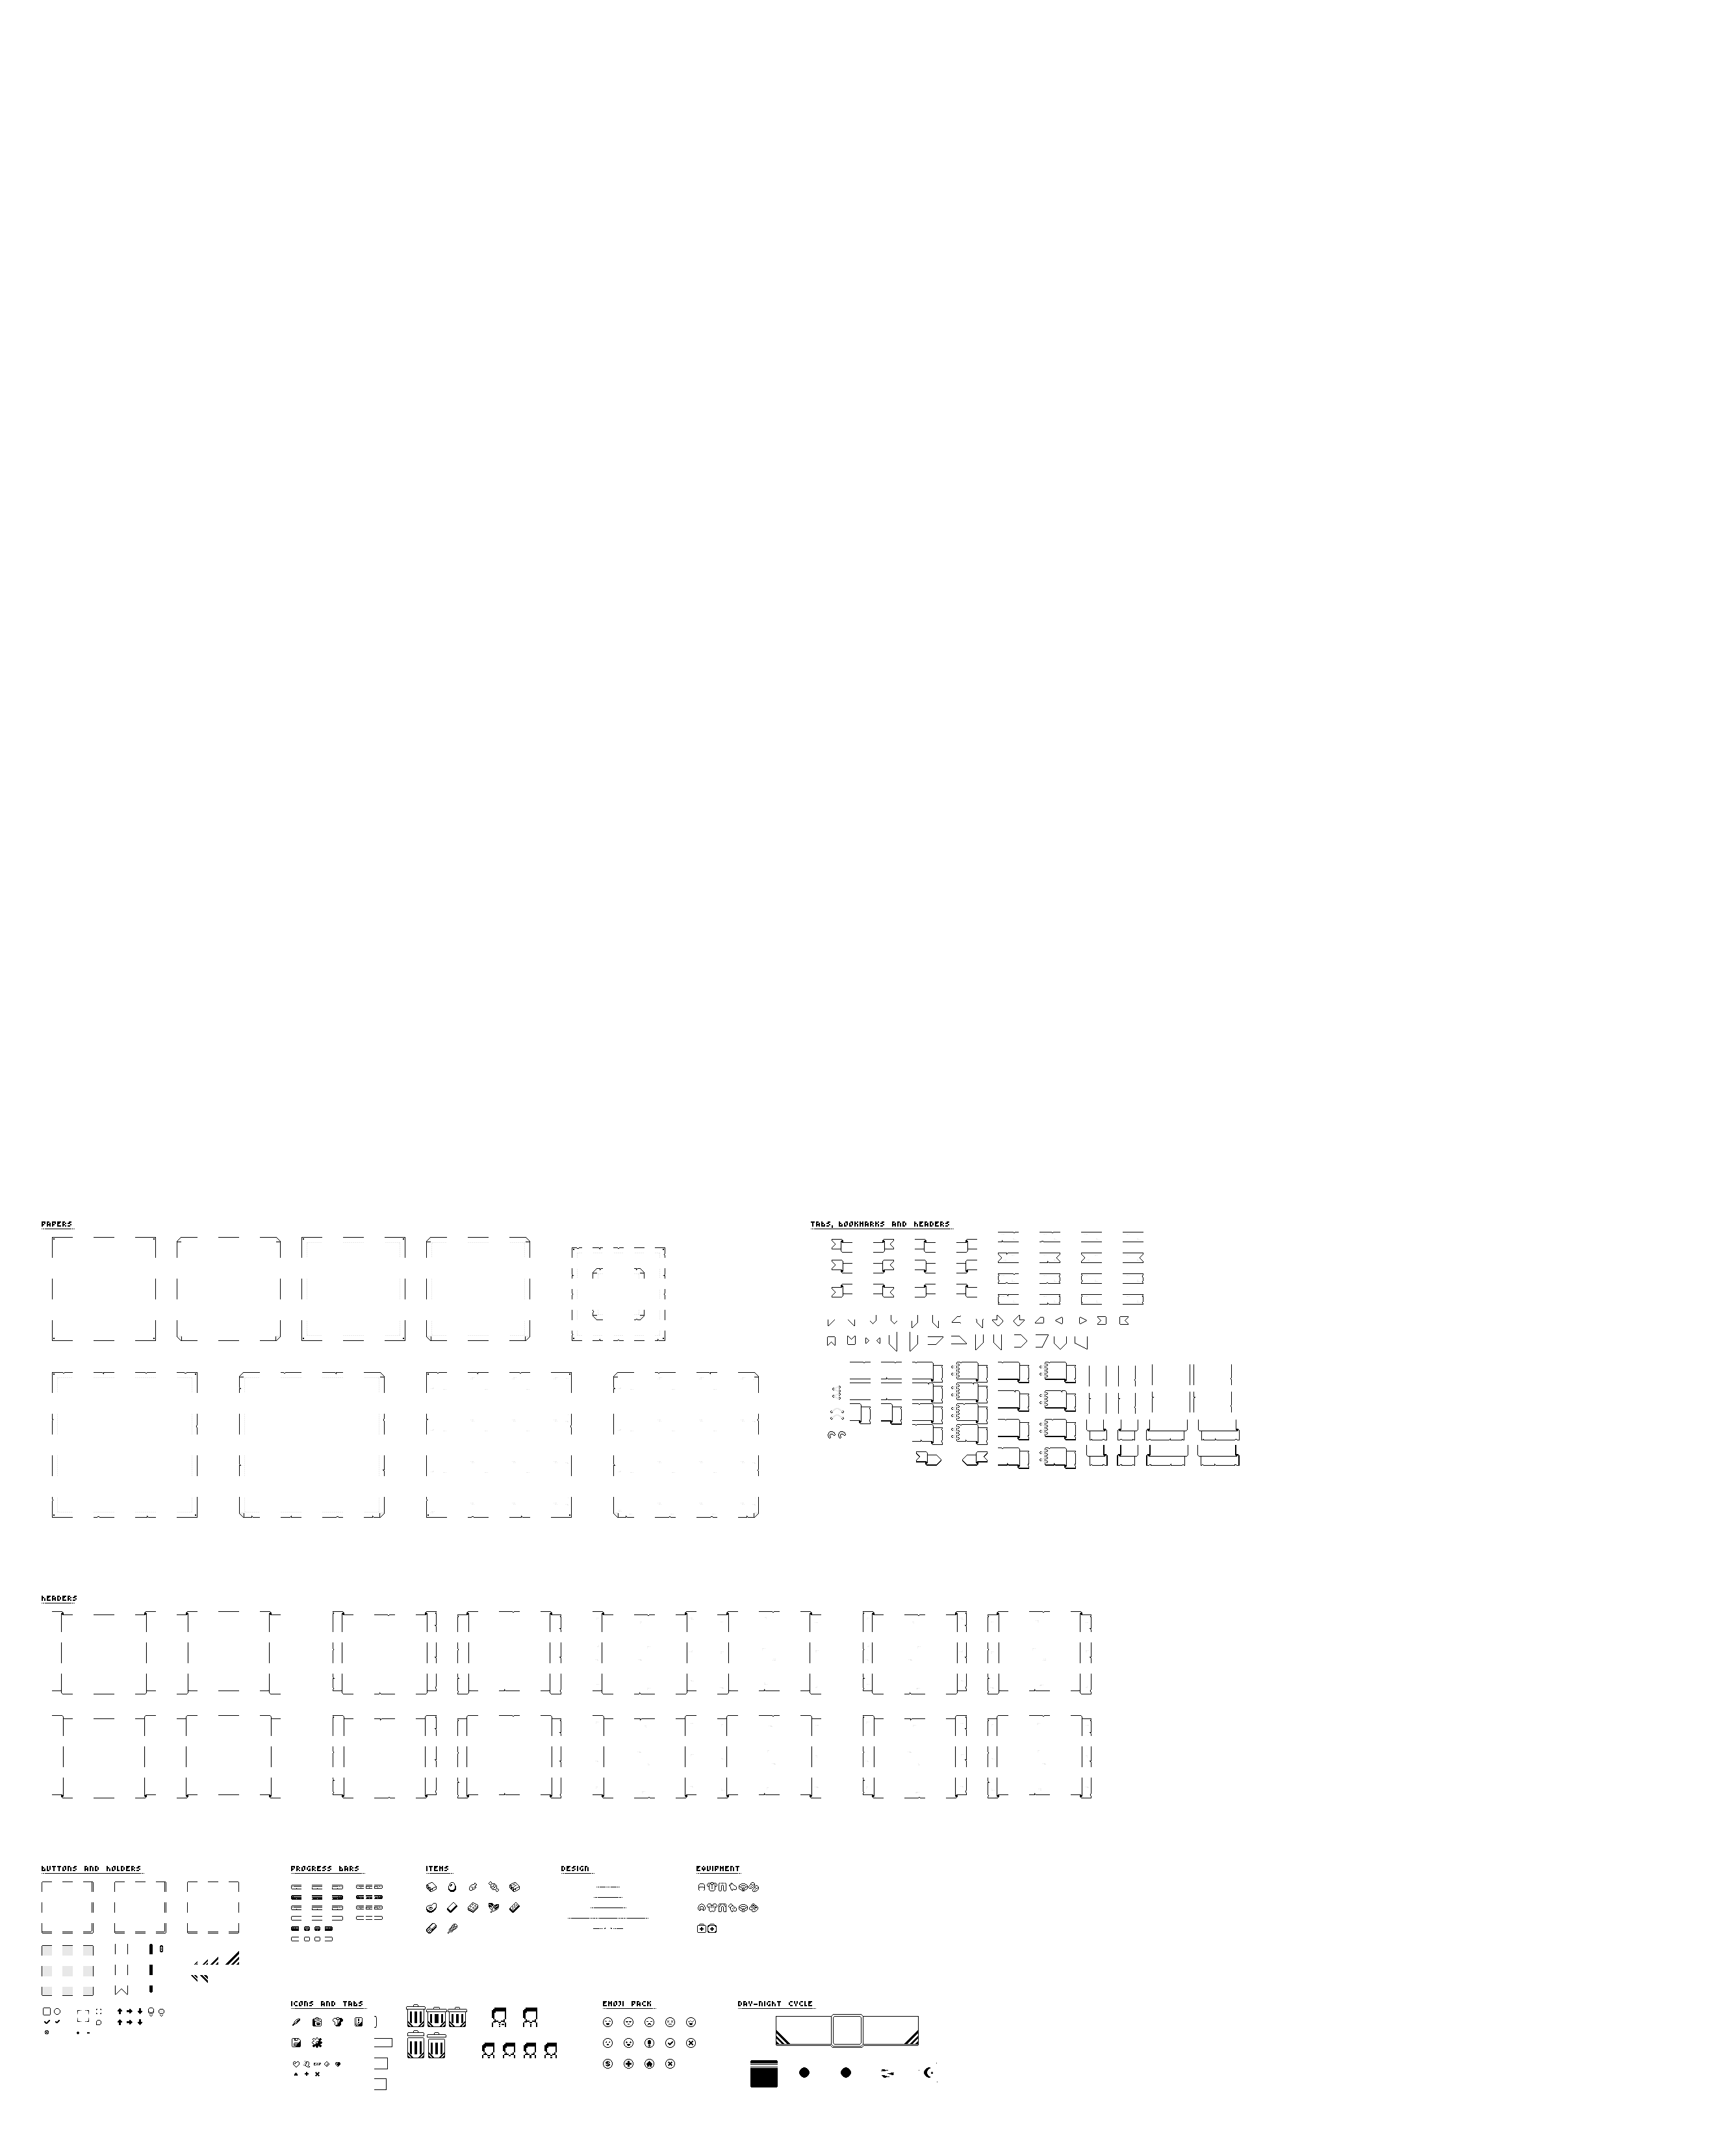 PAPERS
TABS, BOOKMARKS AND HEADERS
HEADERS
BUTTONS AND HOLDERS
PROGRESS BARS
ITEMS
DESIGN
EQUIPMENT
ICONS AND TABS
EMOJI PACK
DAY-NIGHT CYCLE